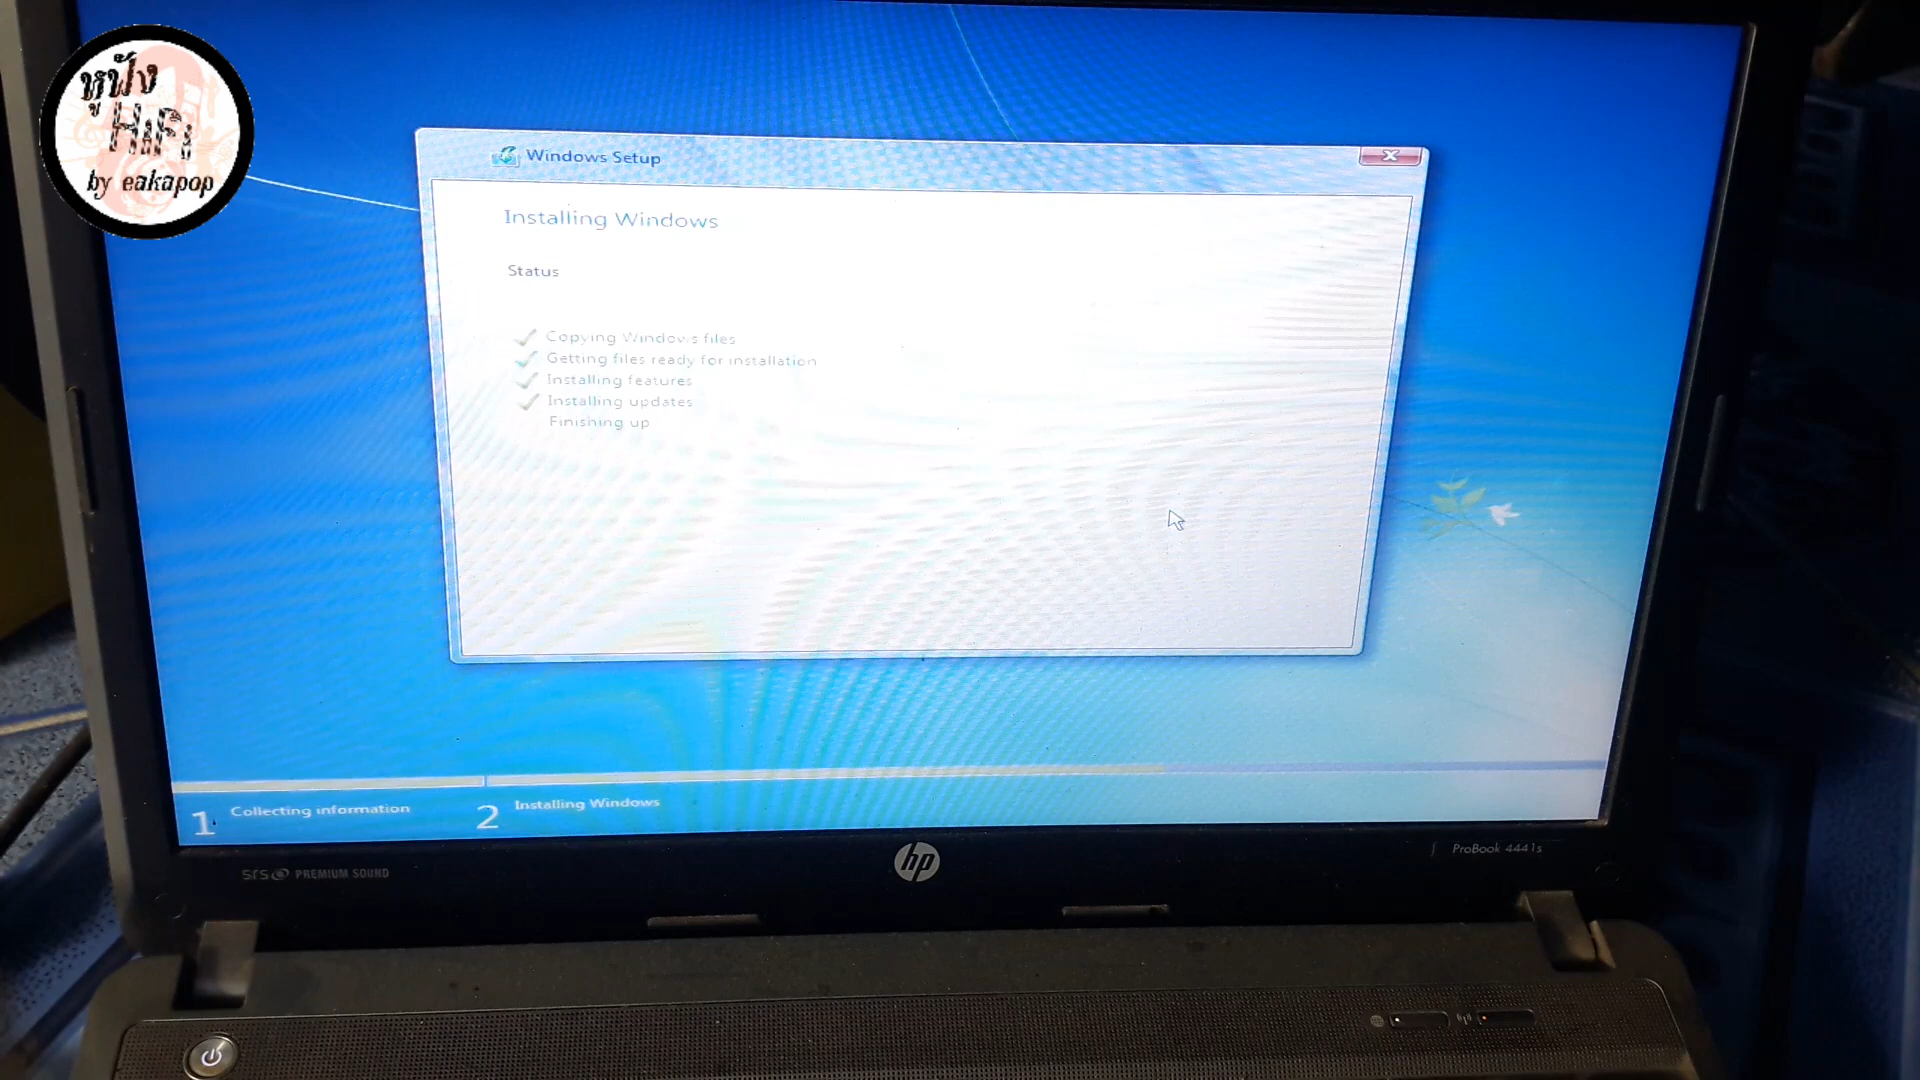 หูฟัง
HiFi
by eakapop
Windows Setup
Installing Windows
Status
Copying Windows files
Getting files ready for installation
Installing features
Installing updates
Finishing up
1 Collecting information
2 Installing Windows
SRS PREMIUM SOUND
hp
ProBook 4441s